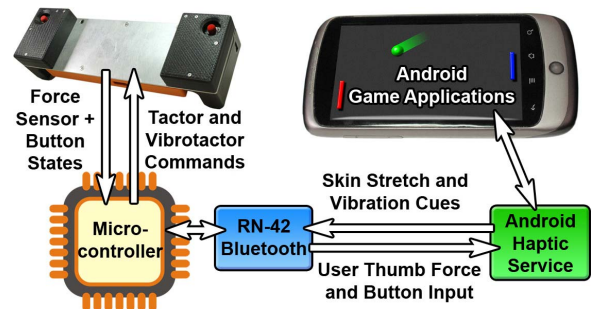 Force
Sensor +
Button
States
Tactor and
Vibrotactor
Commands
Android
Game Applications
Micro-
controller
RN-42
Bluetooth
Skin Stretch and
Vibration Cues
User Thumb Force
and Button Input
Android
Haptic
Service